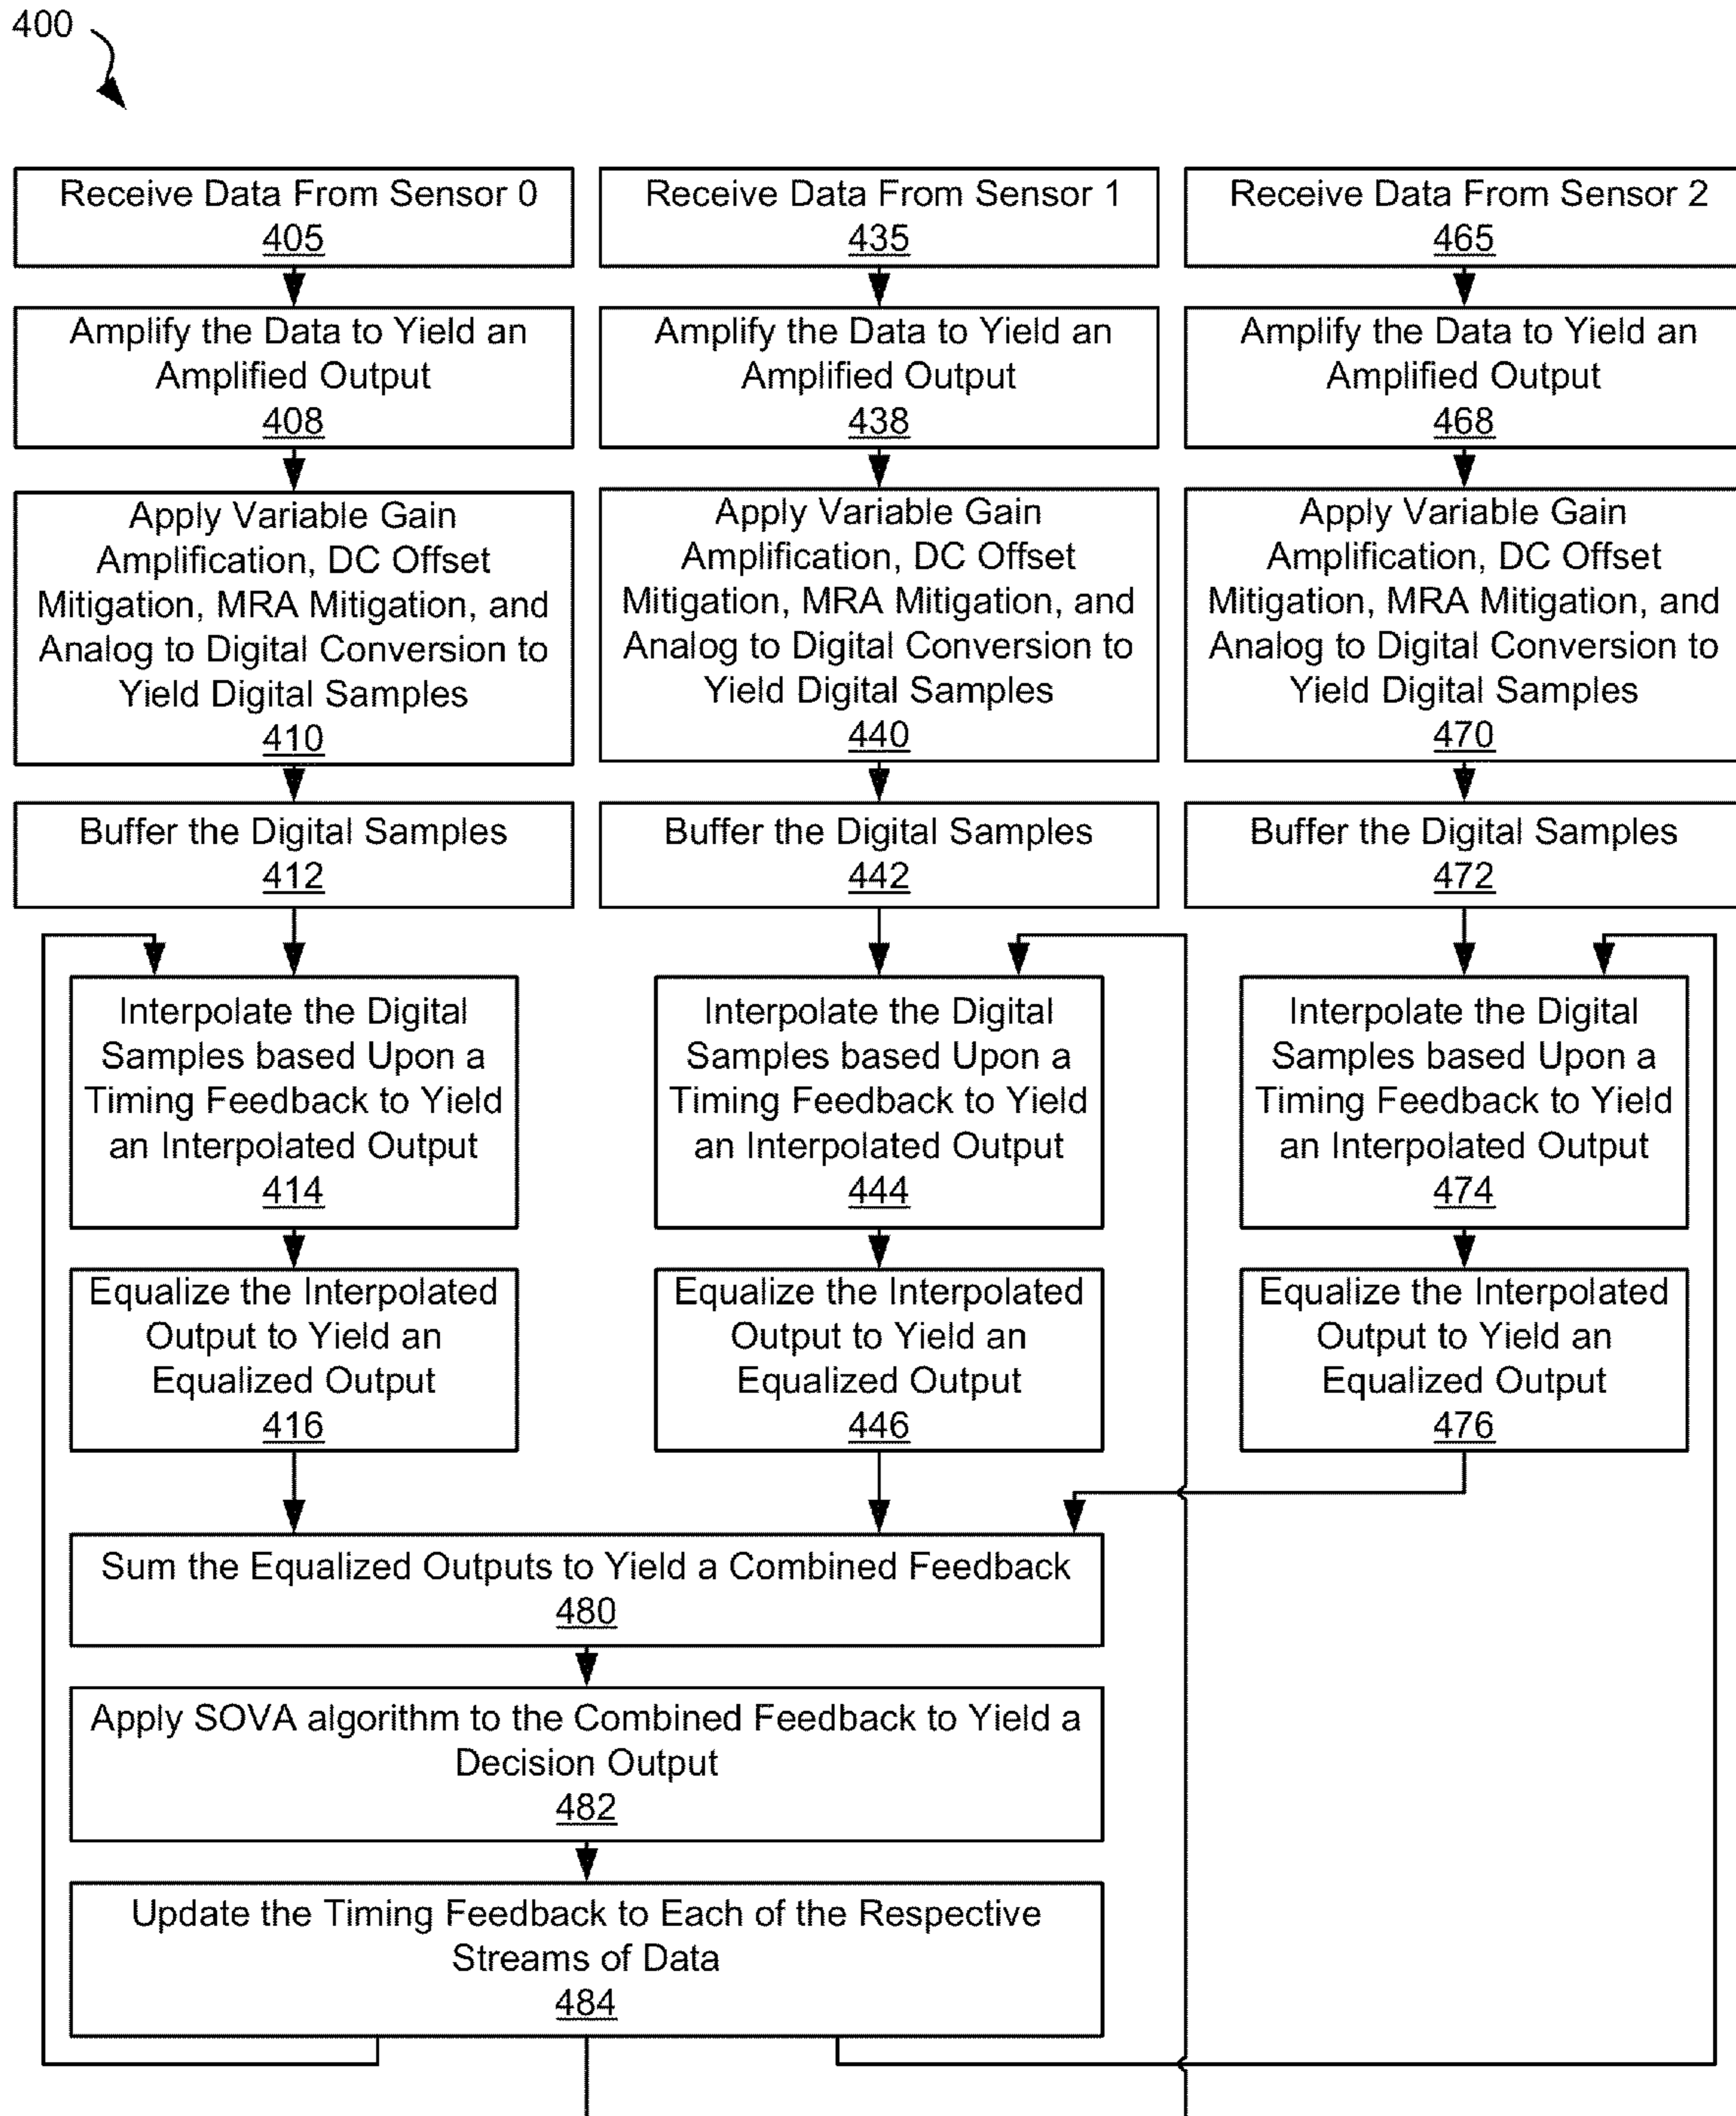 400
Receive Data From Sensor 0
405
Amplify the Data to Yield an
Amplified Output
408
Apply Variable Gain
Amplification, DC Offset
Mitigation, MRA Mitigation, and
Analog to Digital Conversion to
Yield Digital Samples
410
Buffer the Digital Samples
412
Interpolate the Digital
Samples based Upon a
Timing Feedback to Yield
an Interpolated Output
414
Equalize the Interpolated
Output to Yield an
Equalized Output
416
Receive Data From Sensor 1
435
Amplify the Data to Yield an
Amplified Output
438
Apply Variable Gain
Amplification, DC Offset
Mitigation, MRA Mitigation, and
Analog to Digital Conversion to
Yield Digital Samples
440
Buffer the Digital Samples
442
Interpolate the Digital
Samples based Upon a
Timing Feedback to Yield
an Interpolated Output
444
Equalize the Interpolated
Output to Yield an
Equalized Output
446
Receive Data From Sensor 2
465
Amplify the Data to Yield an
Amplified Output
468
Apply Variable Gain
Amplification, DC Offset
Mitigation, MRA Mitigation, and
Analog to Digital Conversion to
Yield Digital Samples
470
Buffer the Digital Samples
472
Interpolate the Digital
Samples based Upon a
Timing Feedback to Yield
an Interpolated Output
474
Equalize the Interpolated
Output to Yield an
Equalized Output
476
Sum the Equalized Outputs to Yield a Combined Feedback
480
Apply SOVA algorithm to the Combined Feedback to Yield a
Decision Output
482
Update the Timing Feedback to Each of the Respective
Streams of Data
484